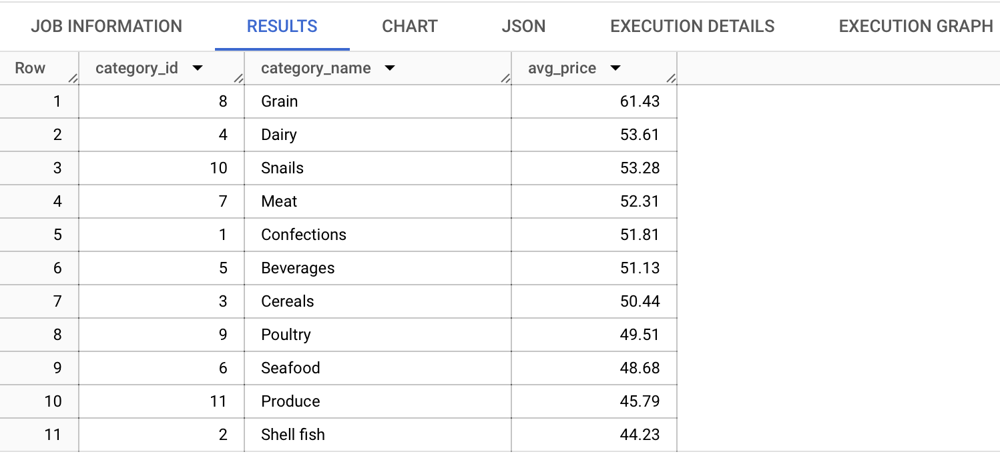 JOB INFORMATION RESULTS CHART JSON EXECUTION DETAILS EXECUTION GRAPH
Row category_id category_name avg_price
1 8 Grain 61.43
2 4 Dairy 53.61
3 10 Snails 53.28
4 7 Meat 52.31
5 1 Confections 51.81
6 5 Beverages 51.13
7 3 Cereals 50.44
8 9 Poultry 49.51
9 6 Seafood 48.68
10 11 Produce 45.79
11 2 Shell fish 44.23